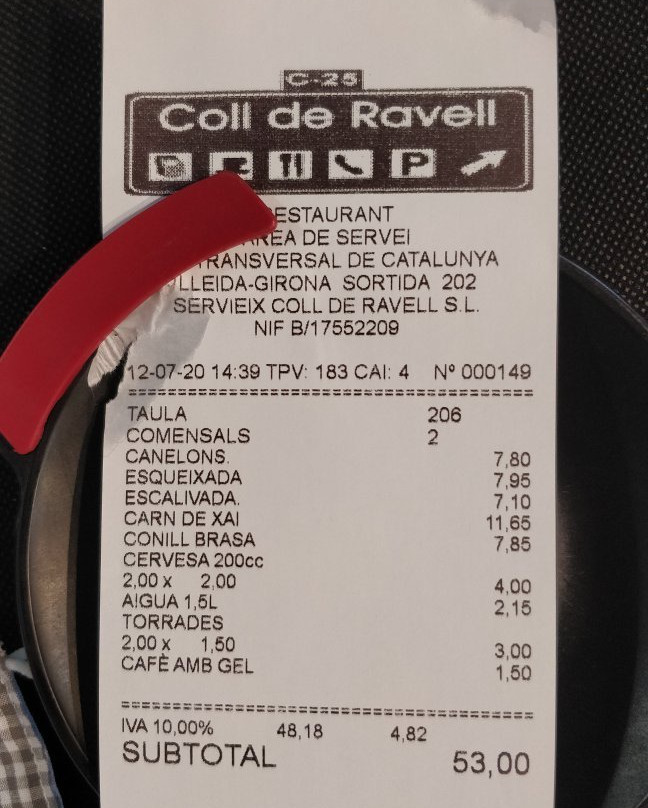 C-25
Coll de Ravell
P
AREA DE SERVEI
TRANSVERSAL DE CATALUNYA
LLEIDA-GIRONA SORTIDA 202
SERVIEIX COLL DE RAVELL S.L.
NIF B/17552209
12-07-20 14:39 TPV: 183 CAI: 4 Nº 000149
TAULA 206
COMENSALS 2
CANELONS. 7,80
ESQUEIXADA 7,95
ESCALIVADA. 7,10
CARN DE XAI 11,65
CONILL BRASA 7,85
CERVESA 200cc
2,00 x 2,00 4,00
AIGUA 1,5L 2,15
TORRADES
2,00 x 1,50 3,00
CAFÈ AMB GEL 1,50
IVA 10,00% 48,18 4,82
SUBTOTAL 53,00